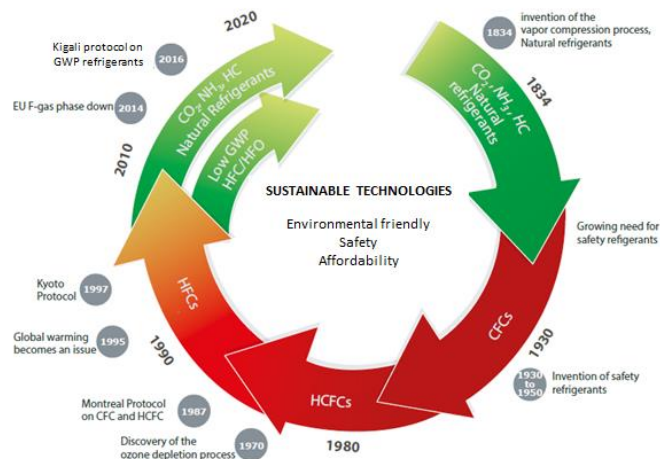 2020
Kigali protocol on
GWP refrigerants
2016
EU F-gas phase down
2014
2010
CO₂, NH₃, HC
Natural Refrigerants
Low GWP
HFC/HFO
1834
invention of the
vapor compression process,
Natural refrigerants
1834
CO₂, NH₃, HC
Natural
refrigerants
SUSTAINABLE TECHNOLOGIES
Environmental friendly
Safety
Affordability
Growing need for
safety refigerants
CFCs
1930
1930
to
1950
Invention of safety
refrigerants
HCFCs
1980
HFCs
1990
Kyoto
Protocol
1997
Global warming
becomes an issue
1995
Montreal Protocol
on CFC and HCFC
1987
Discovery of the
ozone depletion process
1970